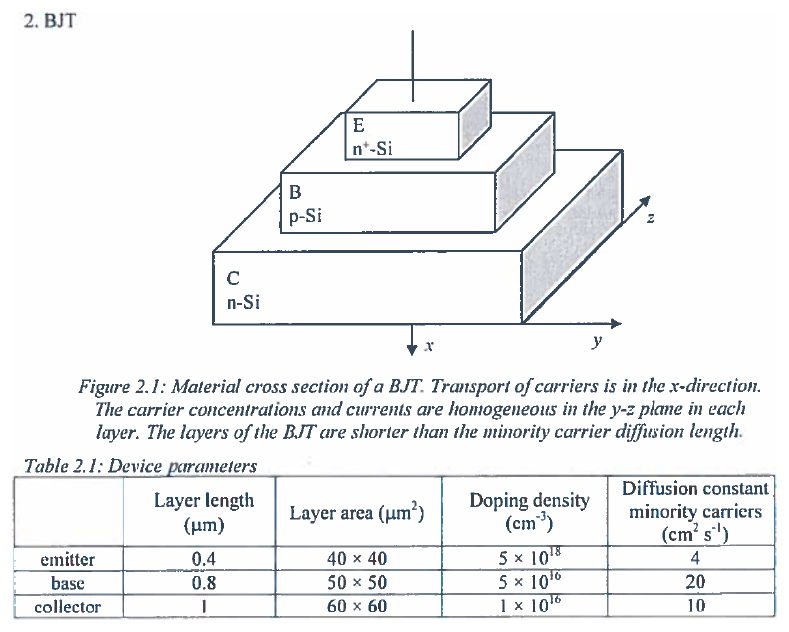 2. BJT
E
n⁺-Si
B
p-Si
C
n-Si
z
y
x
Figure 2.1: Material cross section of a BJT. Transport of carriers is in the x-direction.
The carrier concentrations and currents are homogeneous in the y-z plane in each
layer. The layers of the BJT are shorter than the minority carrier diffusion length.
Table 2.1: Device parameters
Layer length (μm) Layer area (μm²) Doping density (cm⁻³) Diffusion constant minority carriers (cm² s⁻¹)
emitter 0.4 40 × 40 5 × 10¹⁸ 4
base 0.8 50 × 50 5 × 10¹⁶ 20
collector 1 60 × 60 1 × 10¹⁶ 10